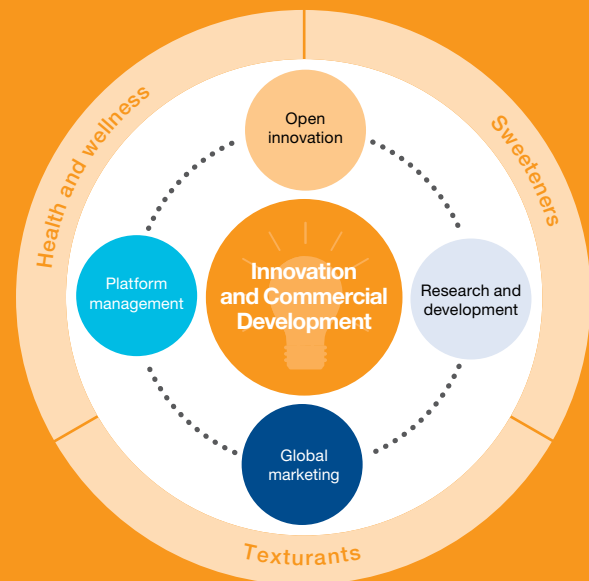 Health and wellness
Sweeteners
Open
innovation
Platform
management
Innovation
and Commercial
Development
Research and
development
Global
marketing
Texturants